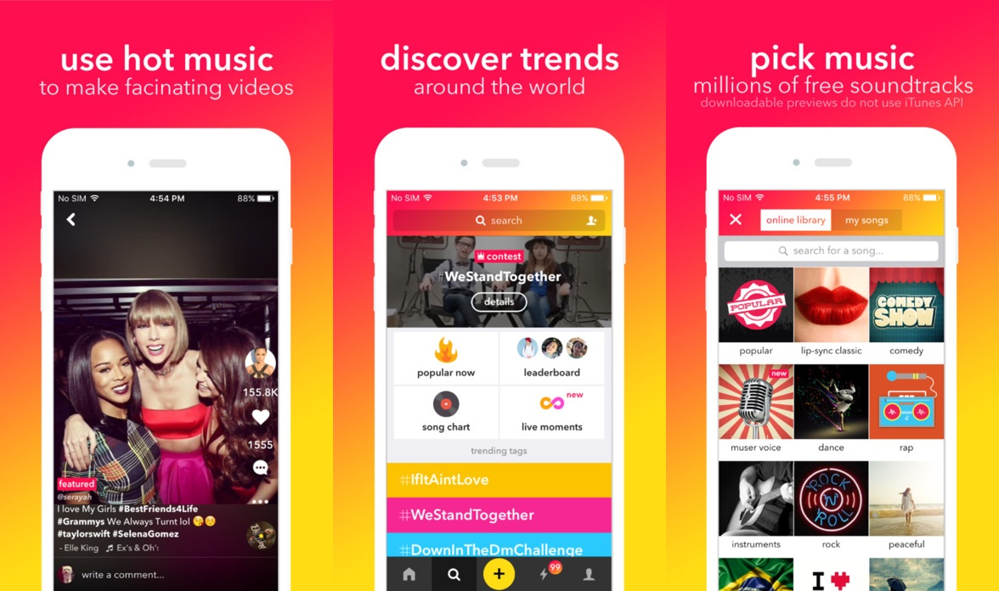 use hot music
to make facinating videos
No SIM 4:54 PM 88%
155.8K
1555
featured
@serayah
I love My Girls #BestFriends4Life
#Grammys We Always Turnt lol 😘☺️
#taylorswift #SelenaGomez
- Elle King 🎵 Ex's & Oh's
write a comment...
discover trends
around the world
No SIM 4:53 PM 88%
search
contest
#WeStandTogether
details
popular now
leaderboard
song chart
new
live moments
trending tags
#IfItAintLove
#WeStandTogether
#DownInTheDmChallenge
99
pick music
millions of free soundtracks
downloadable previews do not use iTunes API
No SIM 4:55 PM 88%
online library my songs
search for a song...
POPULAR
COMEDY
SHOW
popular lip-sync classic comedy
new
muser voice dance rap
ROCK
'N'
ROLL
instruments rock peaceful
I